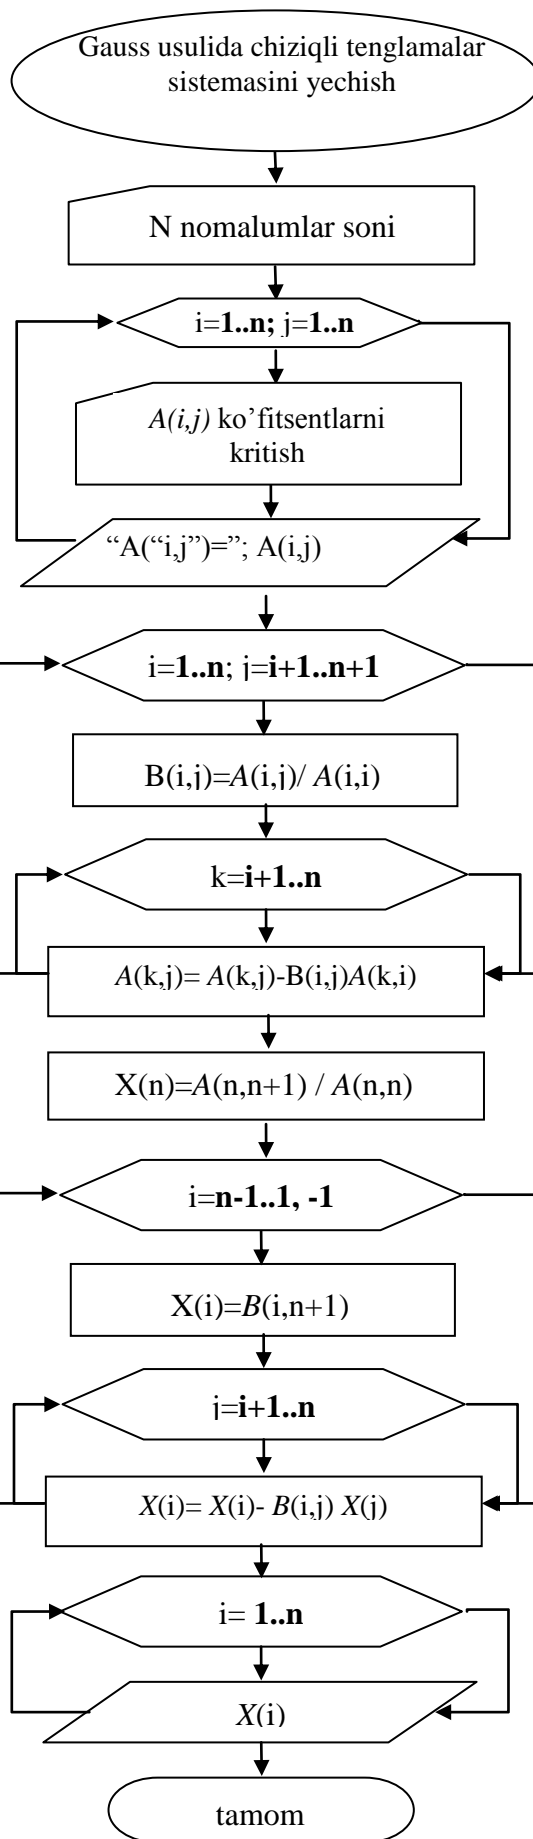 Gauss usulida chiziqli tenglamalar
sistemasini yechish
N nomalumlar soni
i=1..n; j=1..n
A(i,j) ko’fitsentlarni
kritish
“A(“i,j”)=”; A(i,j)
i=1..n; j=i+1..n+1
B(i,j)=A(i,j)/ A(i,i)
k=i+1..n
A(k,j)= A(k,j)-B(i,j)A(k,i)
X(n)=A(n,n+1) / A(n,n)
i=n-1..1, -1
X(i)=B(i,n+1)
j=i+1..n
X(i)= X(i)- B(i,j) X(j)
i= 1..n
X(i)
tamom